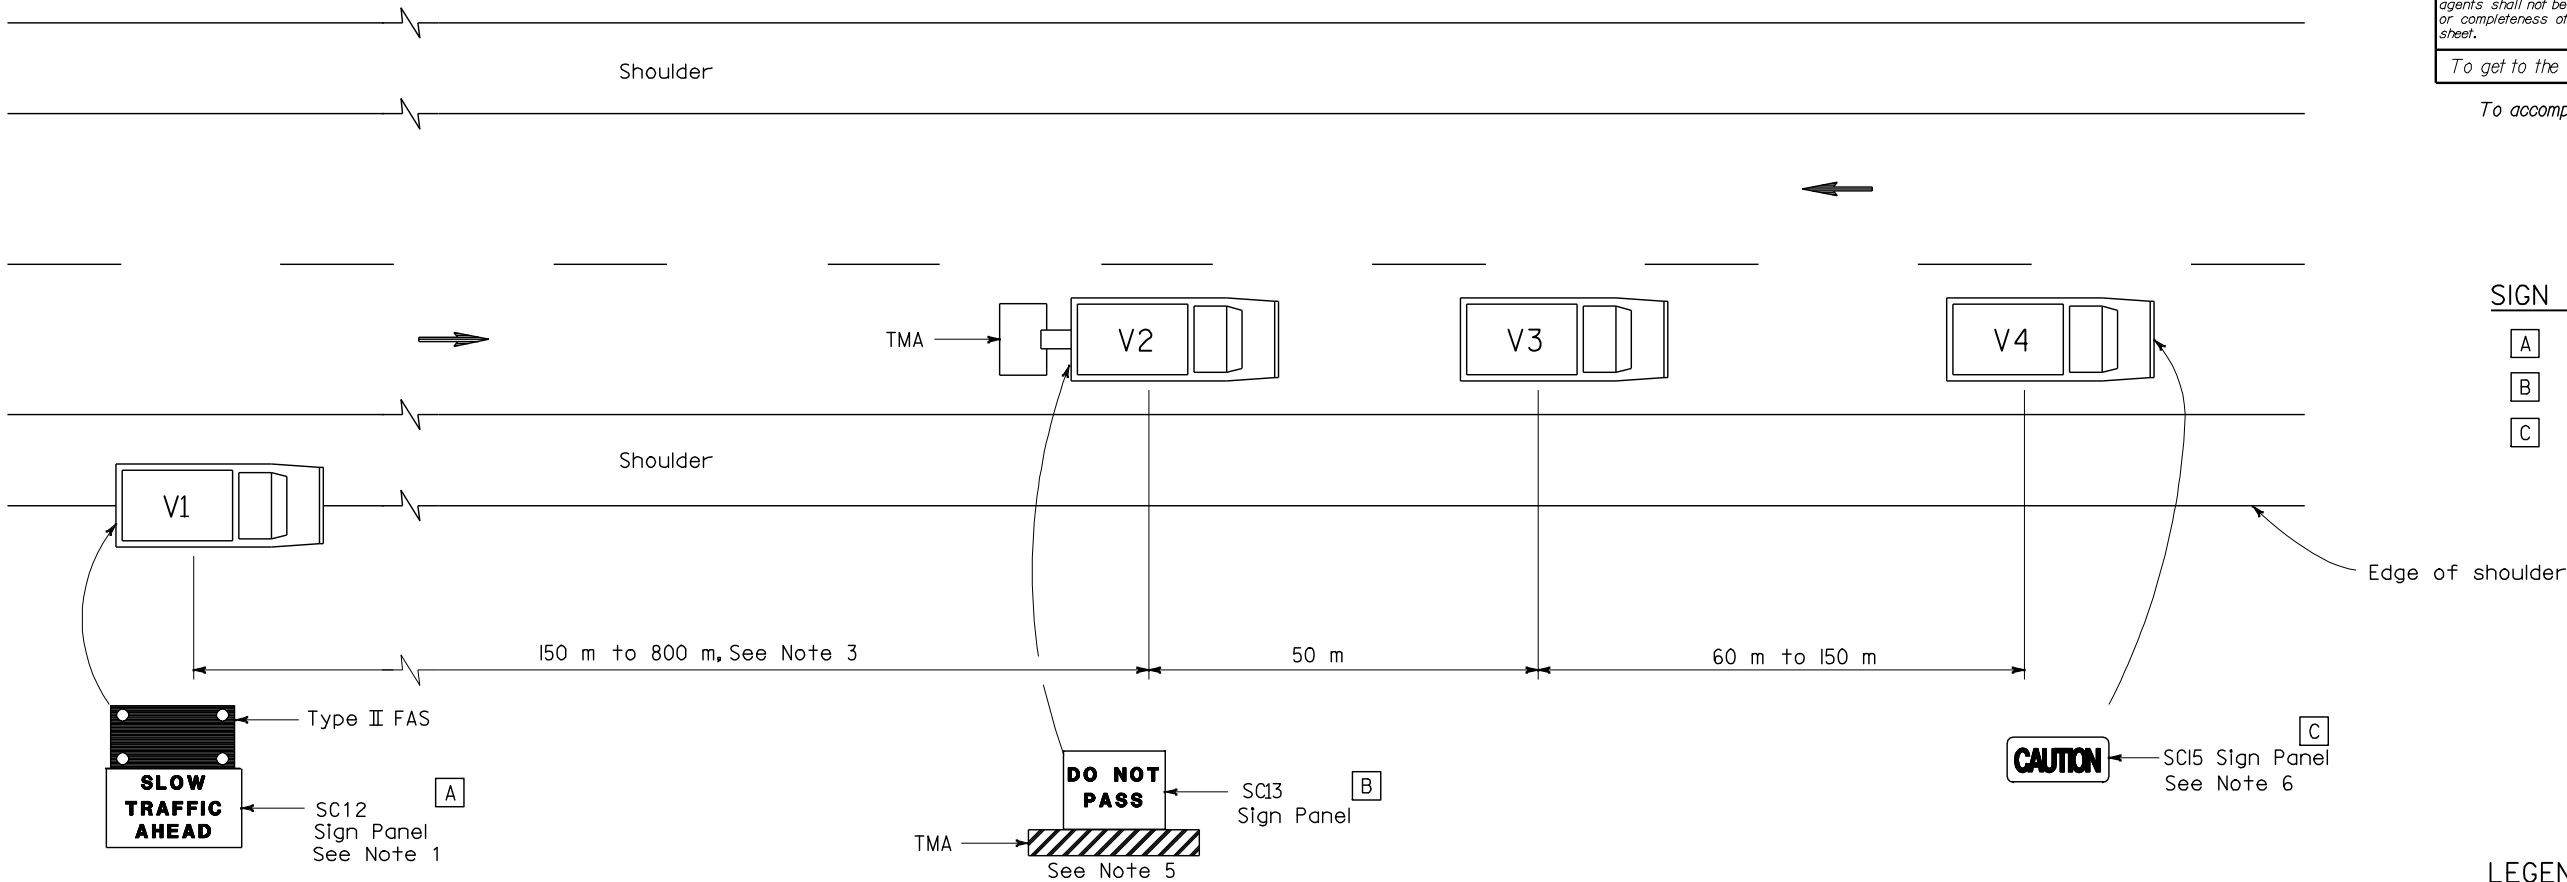 agents shall not be
or completeness of
sheet.
To get to the
To accomp
Shoulder
SIGN
A
B
C
TMA
V2
V3
V4
Shoulder
V1
Edge of shoulder
150 m to 800 m, See Note 3
50 m
60 m to 150 m
Type II FAS
SLOW
TRAFFIC
AHEAD
A
SC12
Sign Panel
See Note 1
DO NOT
PASS
B
SC13
Sign Panel
TMA
See Note 5
CAUTION
C
SC15 Sign Panel
See Note 6
LEGEN